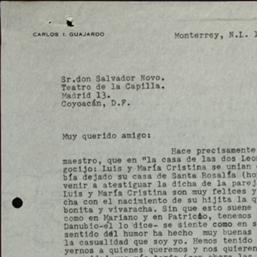 CARLOS I. GUAJARDO
Monterrey, N.L. 1
Sr.don Salvador Novo.
Teatro de la Capilla.
Madrid 13.
Coyoacán, D.F.
Muy querido amigo:
Hace precisamente
maestro, que en "la casa de las dos Leo
gocijo: Luis y María Cristina se unían
bía dejado su casa de Santa Rosalía (ho
venir a atestiguar la dicha de la parej
Luis y María Cristina son muy felices y
cha con el nacimiento de su hijita la q
bonita y vivaracha. Sin que esto suene
como en Mariano y en Patricio, tenemos
Danubio-el lo dice- se siente como en s
sentido del humor ha hecho muy buena
la casualidad que soy yo. Hemos tenido
yernos a quienes queremos y nos quieren